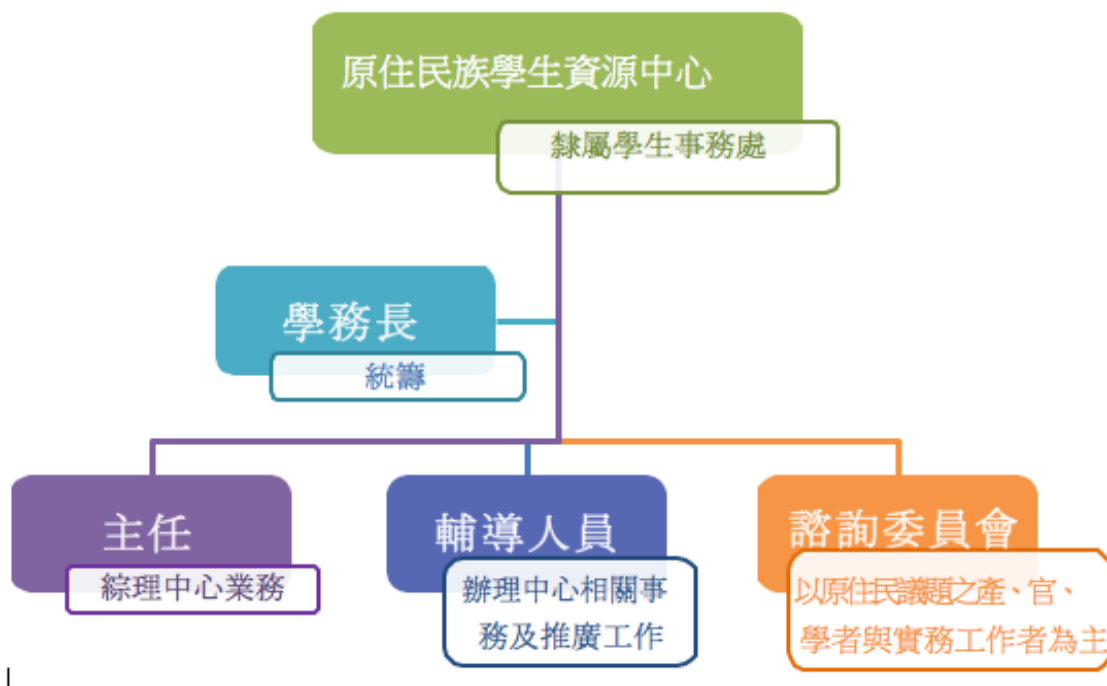 原住民族學生資源中心
隸屬學生事務處
學務長
統籌
主任
綜理中心業務
輔導人員
辦理中心相關事
務及推廣工作
諮詢委員會
以原住民議題之產、官、
學者與實務工作者為主